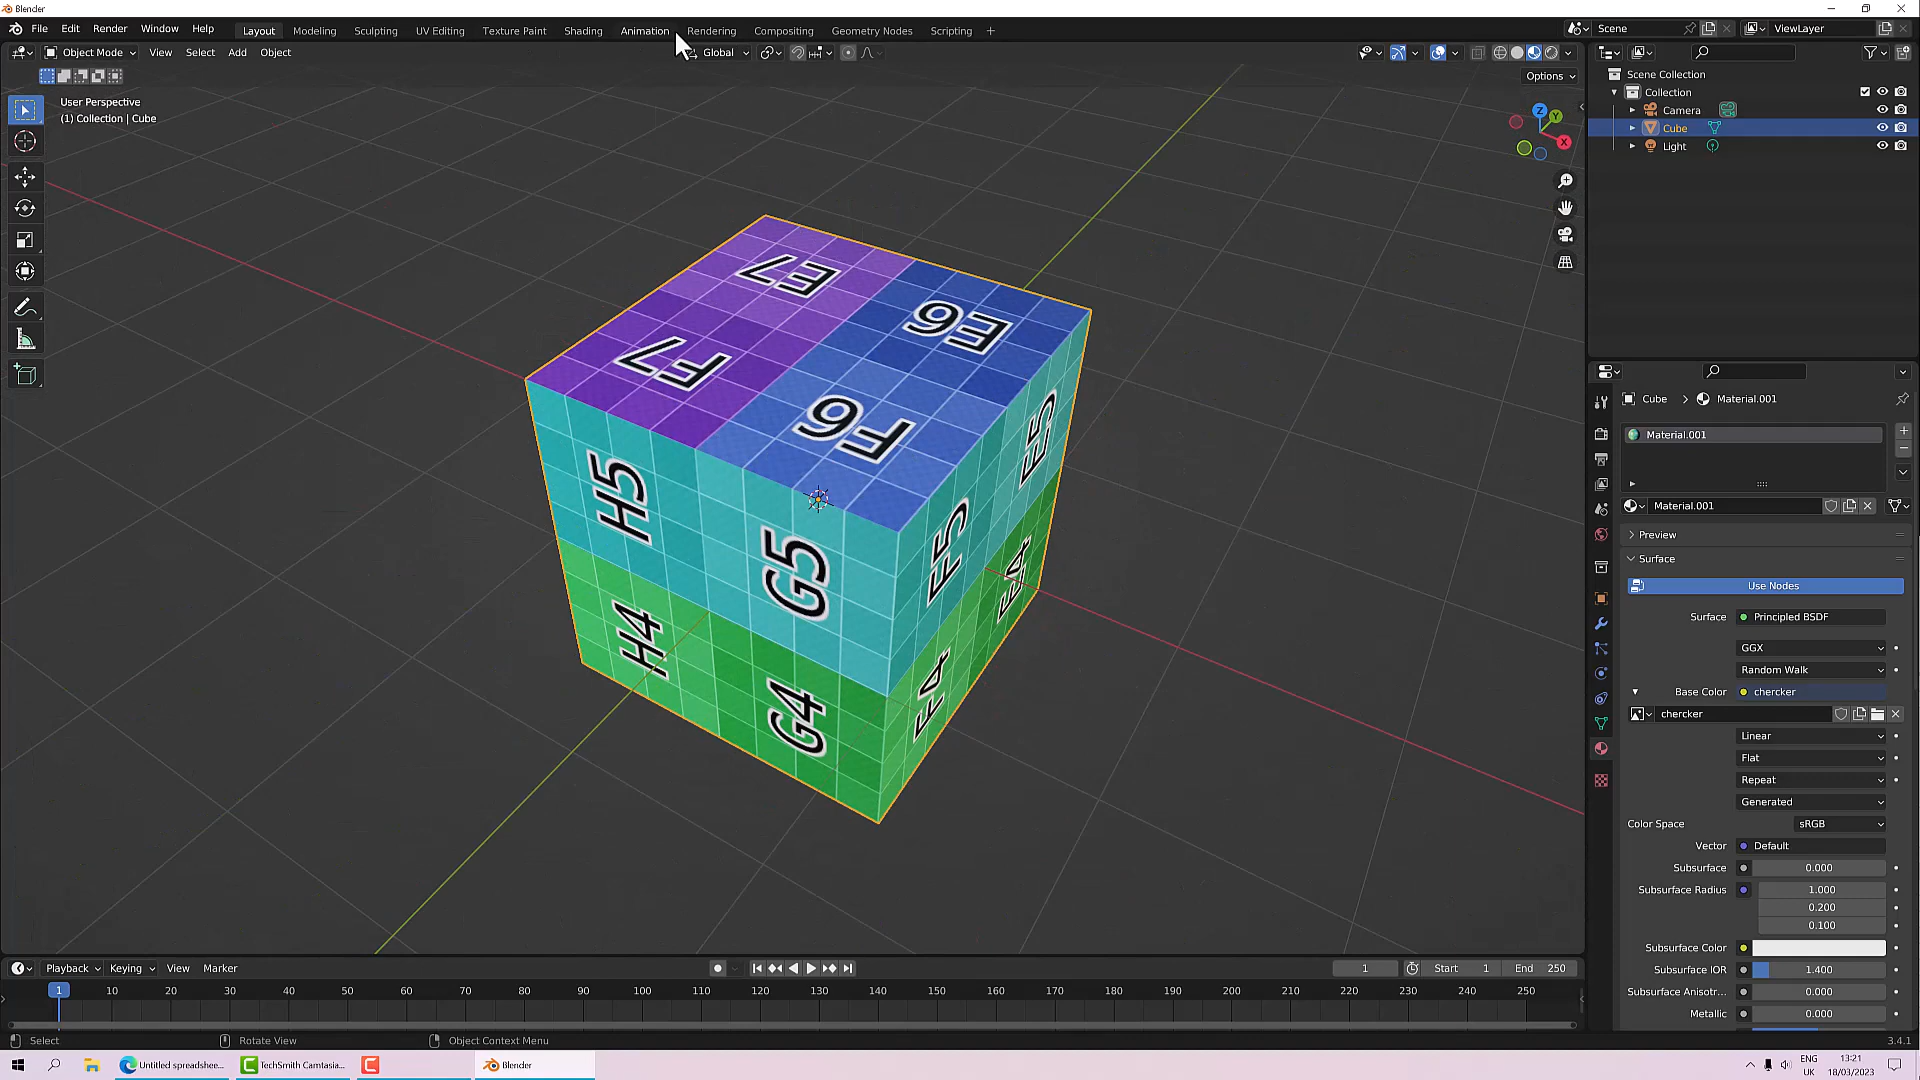 Blender
File Edit Render Window Help Layout Modeling Sculpting UV Editing Texture Paint Shading Animation Rendering Compositing Geometry Nodes Scripting + Scene ViewLayer
Object Mode View Select Add Object Global
Options
User Perspective
(1) Collection | Cube
Z Y X
E7
E6
F7
F6
H5
G5
F5
E5
H4
G4
F4
E4
Scene Collection
Collection
Camera
Cube
Light
Cube > Material.001
Material.001
Material.001
Preview
Surface
Use Nodes
Surface Principled BSDF
GGX
Random Walk
Base Color chercker
chercker
Linear
Flat
Repeat
Generated
Color Space sRGB
Vector Default
Subsurface 0.000
Subsurface Radius 1.000
0.200
0.100
Subsurface Color
Subsurface IOR 1.400
Subsurface Anisotr... 0.000
Metallic 0.000
Playback Keying View Marker 1 Start 1 End 250
1 10 20 30 40 50 60 70 80 90 100 110 120 130 140 150 160 170 180 190 200 210 220 230 240 250
Select Rotate View Object Context Menu 3.4.1
Untitled spreadshee... TechSmith Camtasia... Blender
ENG
UK
13:21
18/03/2023